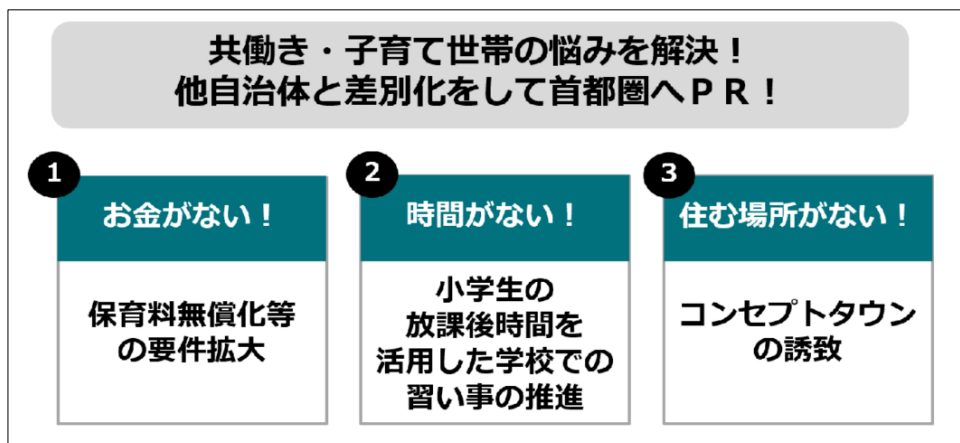 共働き・子育て世帯の悩みを解決！
他自治体と差別化をして首都圏へＰＲ！
1
お金がない！
保育料無償化等
の要件拡大
2
時間がない！
小学生の
放課後時間を
活用した学校での
習い事の推進
3
住む場所がない！
コンセプトタウン
の誘致